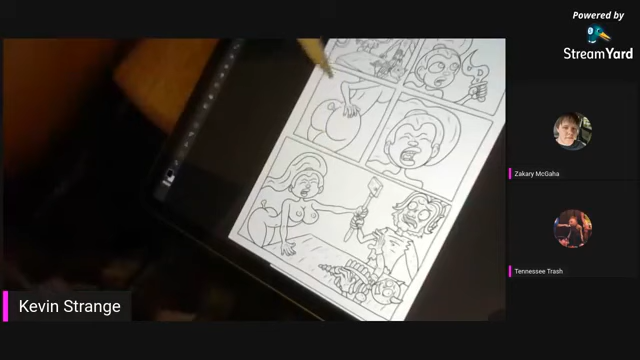 Powered by
StreamYard
Zakary McGaha
Tennessee Trash
Kevin Strange